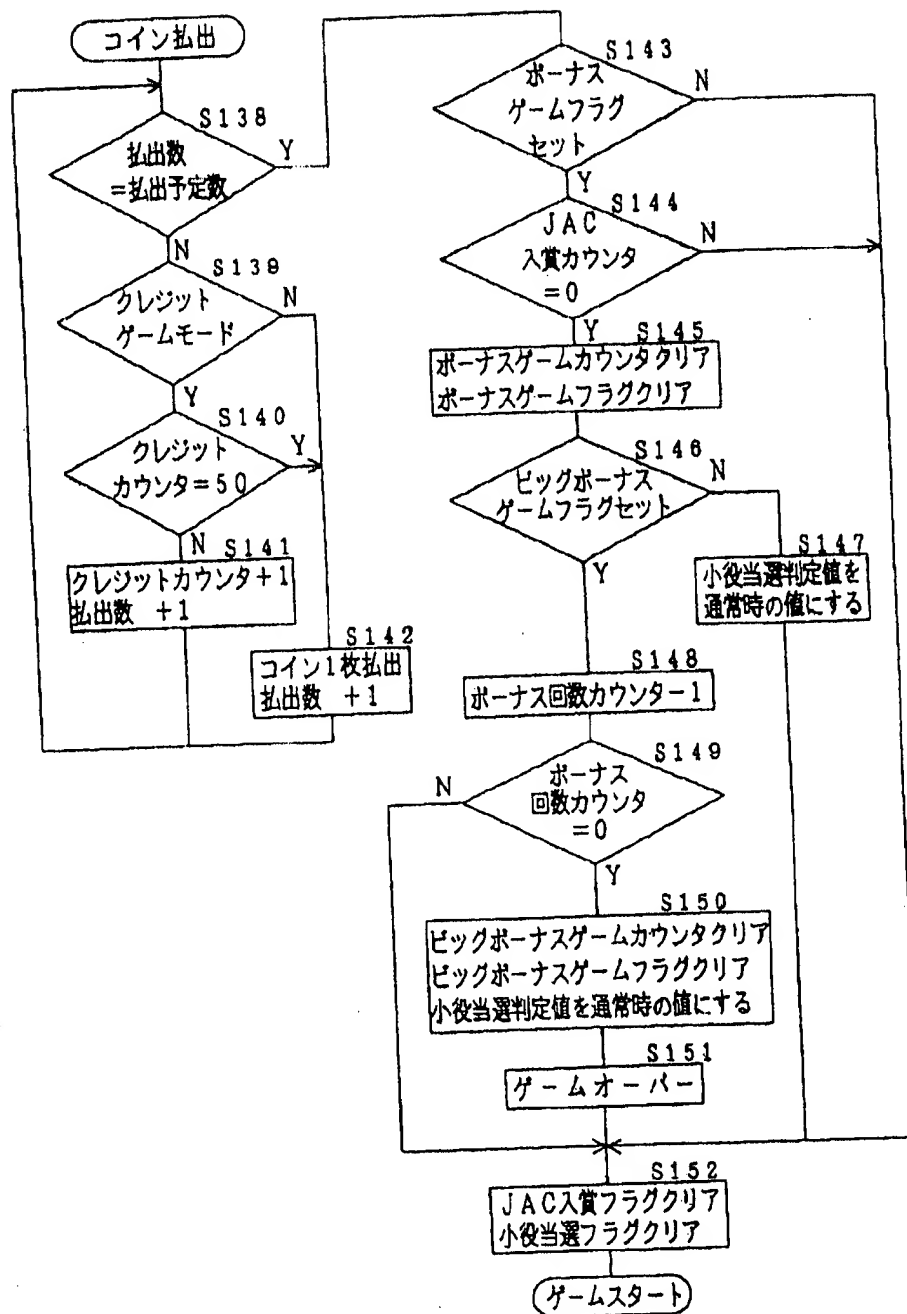 コイン払出
S138
払出数
=払出予定数
Y
N
S139
クレジット
ゲームモード
N
Y
S140
クレジット
カウンタ=50
Y
N
S141
クレジットカウンタ+1
払出数 +1
S142
コイン1枚払出
払出数 +1
S143
ボーナス
ゲームフラグ
セット
N
Y
S144
JAC
入賞カウンタ
=0
N
Y
S145
ボーナスゲームカウンタクリア
ボーナスゲームフラグクリア
S146
ビッグボーナス
ゲームフラグセット
N
Y
S147
小役当選判定値を
通常時の値にする
S148
ボーナス回数カウンター1
S149
ボーナス
回数カウンタ
=0
N
Y
S150
ビッグボーナスゲームカウンタクリア
ビッグボーナスゲームフラグクリア
小役当選判定値を通常時の値にする
S151
ゲームオーバー
S152
JAC入賞フラグクリア
小役当選フラグクリア
ゲームスタート